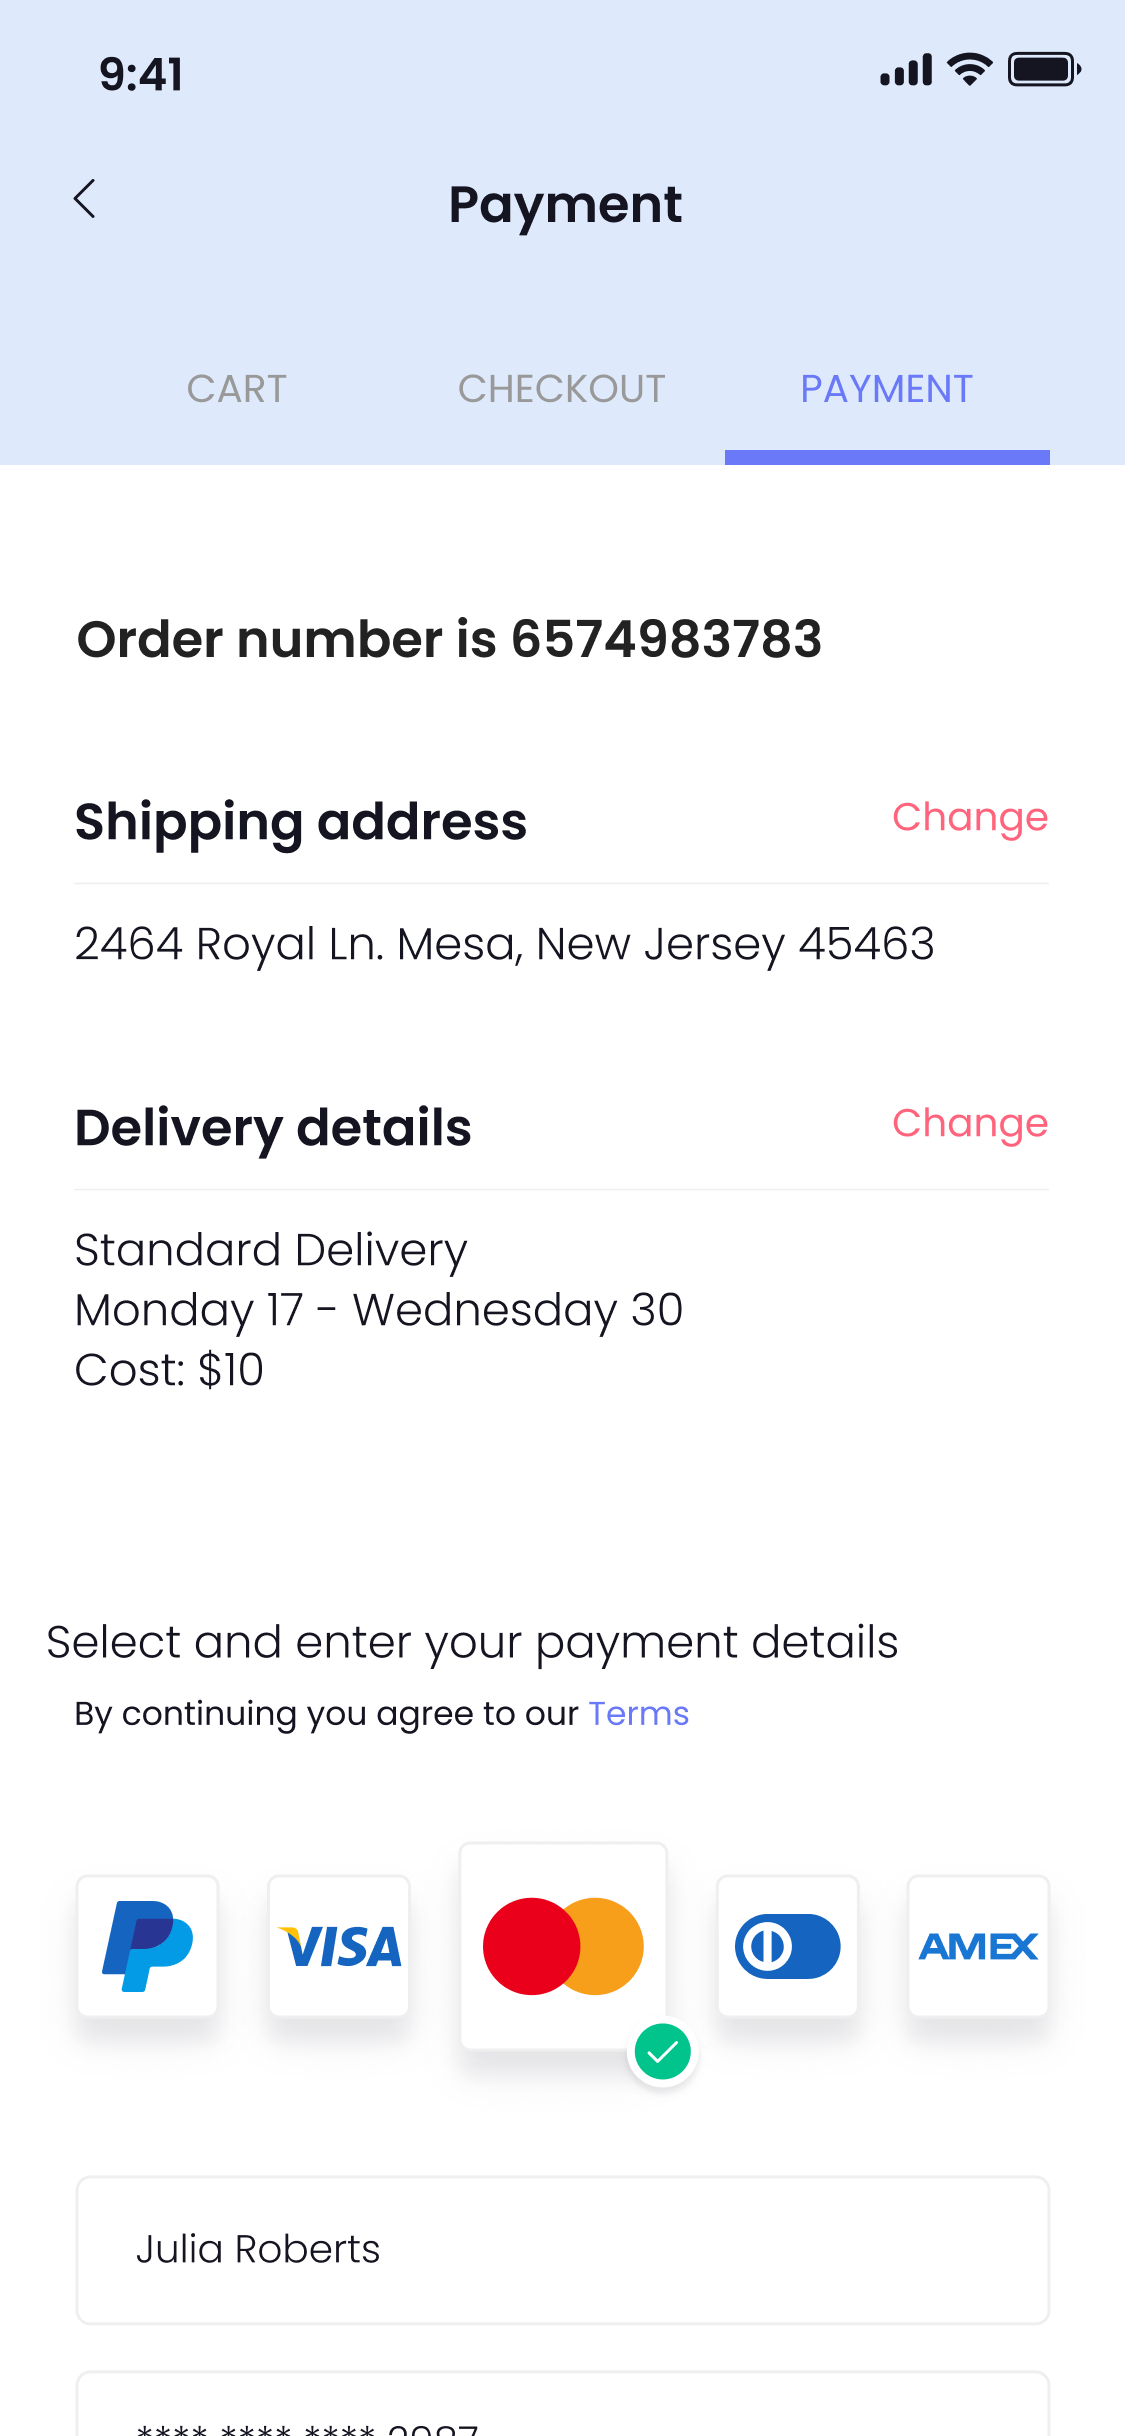 9:41
Payment
CART CHECKOUT PAYMENT
Order number is 6574983783
Shipping address Change
2464 Royal Ln. Mesa, New Jersey 45463
Delivery details Change
Standard Delivery
Monday 17 - Wednesday 30
Cost: $10
Select and enter your payment details
By continuing you agree to our Terms
VISA AMEX
Julia Roberts
**** **** **** 2987